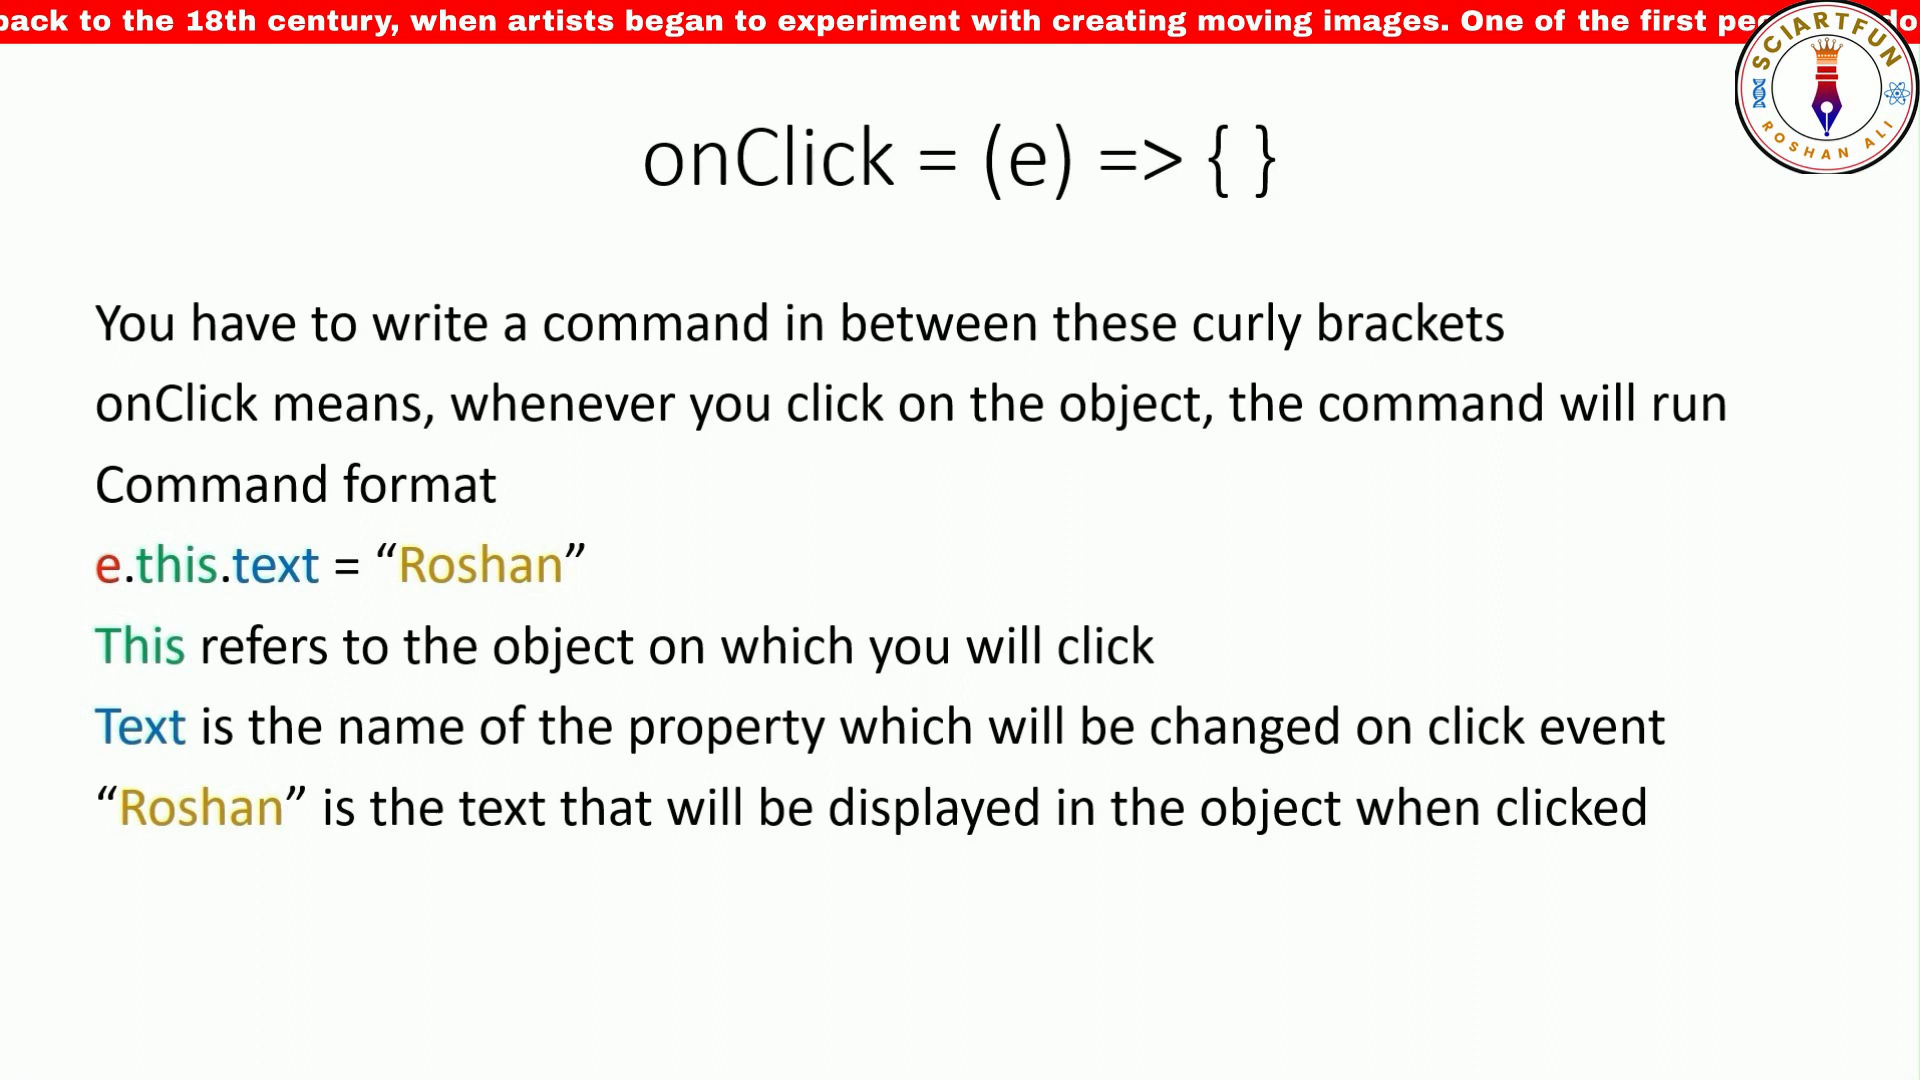 back to the 18th century, when artists began to experiment with creating moving images. One of the first
SCIARTFUN
ROSHAN ALI
onClick = (e) => { }
You have to write a command in between these curly brackets
onClick means, whenever you click on the object, the command will run
Command format
e.this.text = “Roshan”
This refers to the object on which you will click
Text is the name of the property which will be changed on click event
“Roshan” is the text that will be displayed in the object when clicked